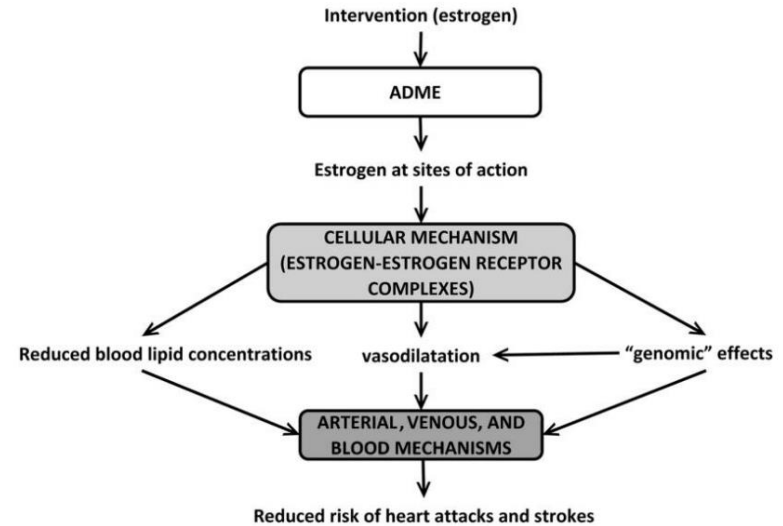 Intervention (estrogen)
ADME
Estrogen at sites of action
CELLULAR MECHANISM
(ESTROGEN-ESTROGEN RECEPTOR
COMPLEXES)
Reduced blood lipid concentrations
vasodilatation
“genomic” effects
ARTERIAL, VENOUS, AND
BLOOD MECHANISMS
Reduced risk of heart attacks and strokes